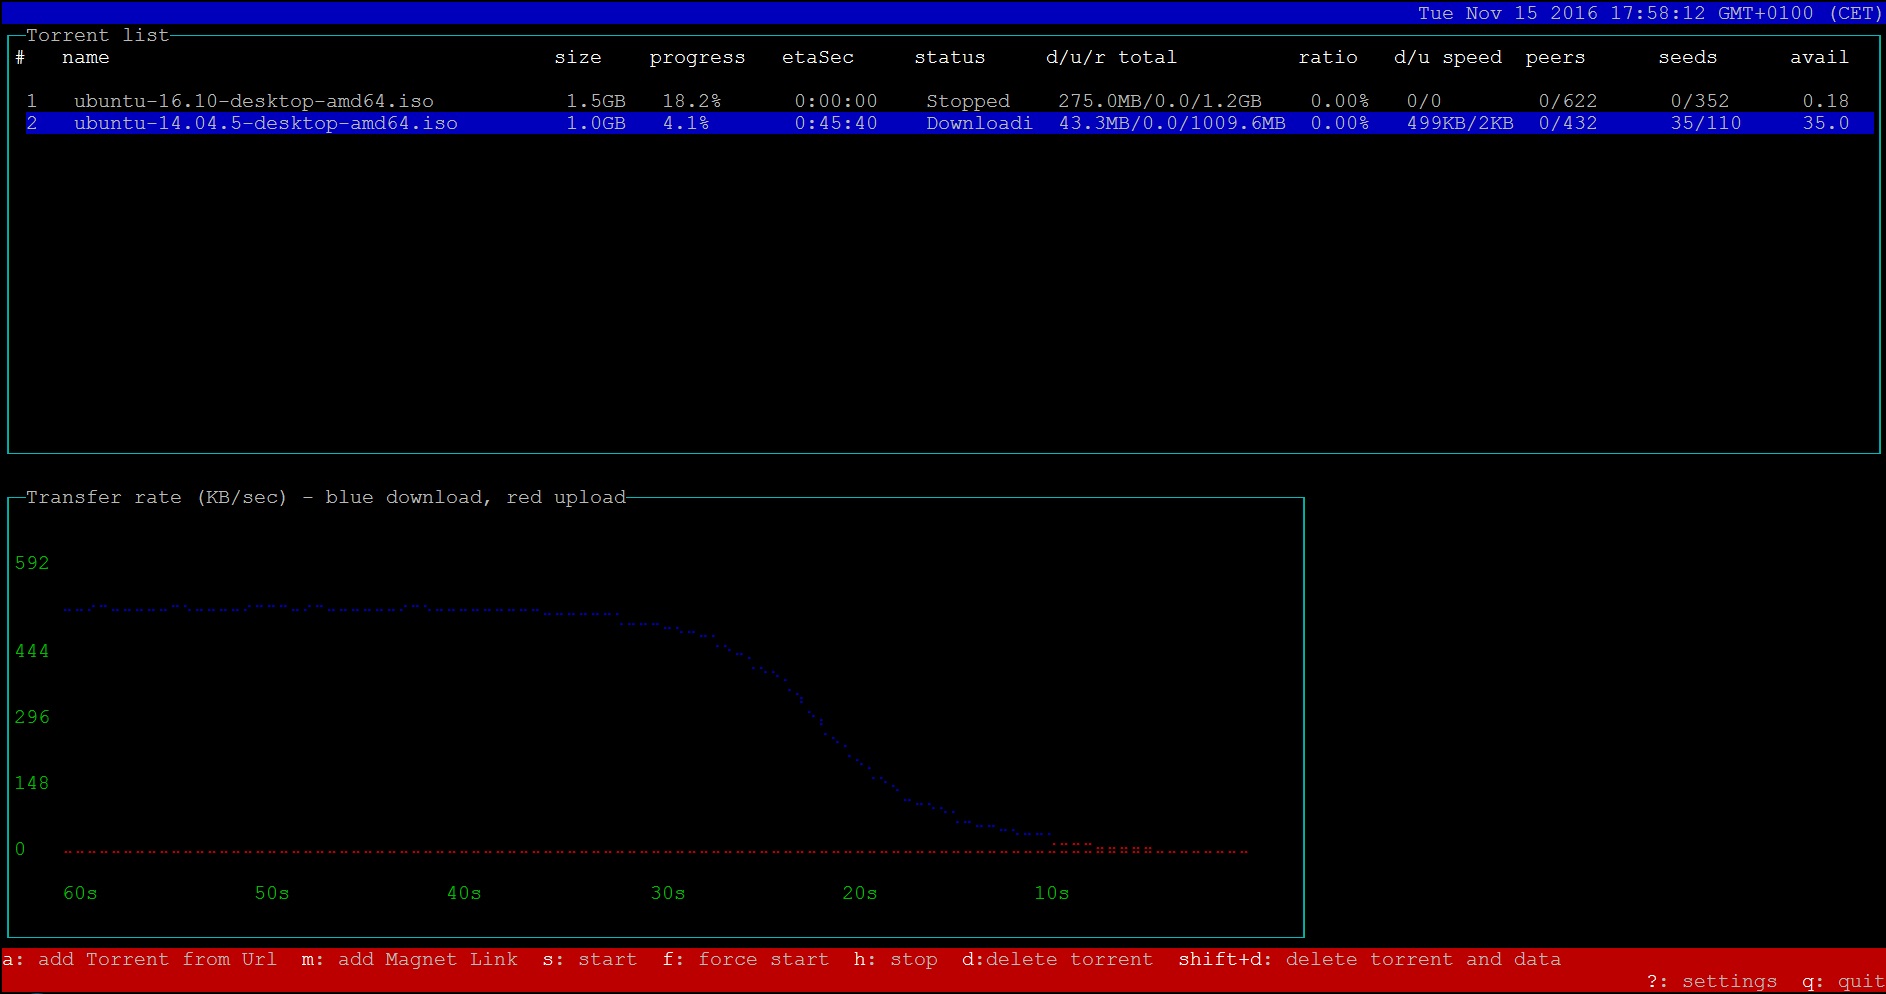 Tue Nov 15 2016 17:58:12 GMT+0100 (CET)
Torrent list
# name size progress etaSec status d/u/r total ratio d/u speed peers seeds avail
1 ubuntu-16.10-desktop-amd64.iso 1.5GB 18.2% 0:00:00 Stopped 275.0MB/0.0/1.2GB 0.00% 0/0 0/622 0/352 0.18
2 ubuntu-14.04.5-desktop-amd64.iso 1.0GB 4.1% 0:45:40 Downloadi 43.3MB/0.0/1009.6MB 0.00% 499KB/2KB 0/432 35/110 35.0
Transfer rate (KB/sec) - blue download, red upload
592
444
296
148
0
60s 50s 40s 30s 20s 10s
a: add Torrent from Url m: add Magnet Link s: start f: force start h: stop d:delete torrent shift+d: delete torrent and data
?: settings q: quit